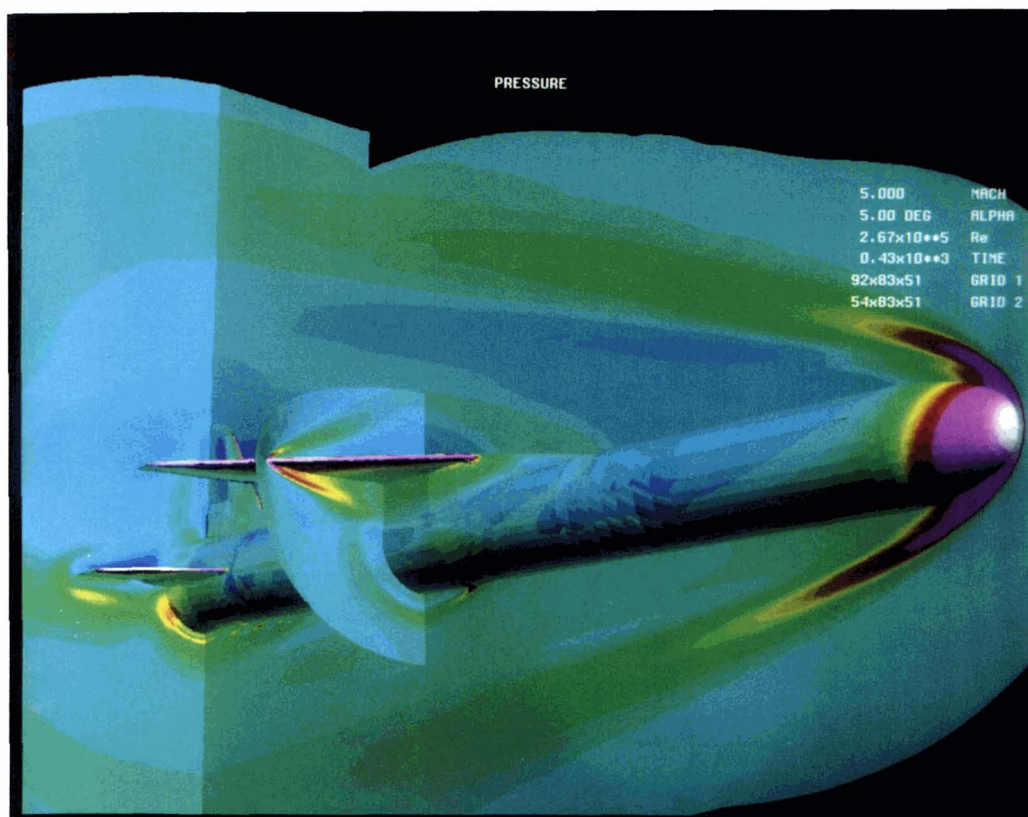 PRESSURE
5.000 MACH
5.00 DEG ALPHA
2.67x10**5 Re
0.43x10**3 TIME
92x83x51 GRID 1
54x83x51 GRID 2